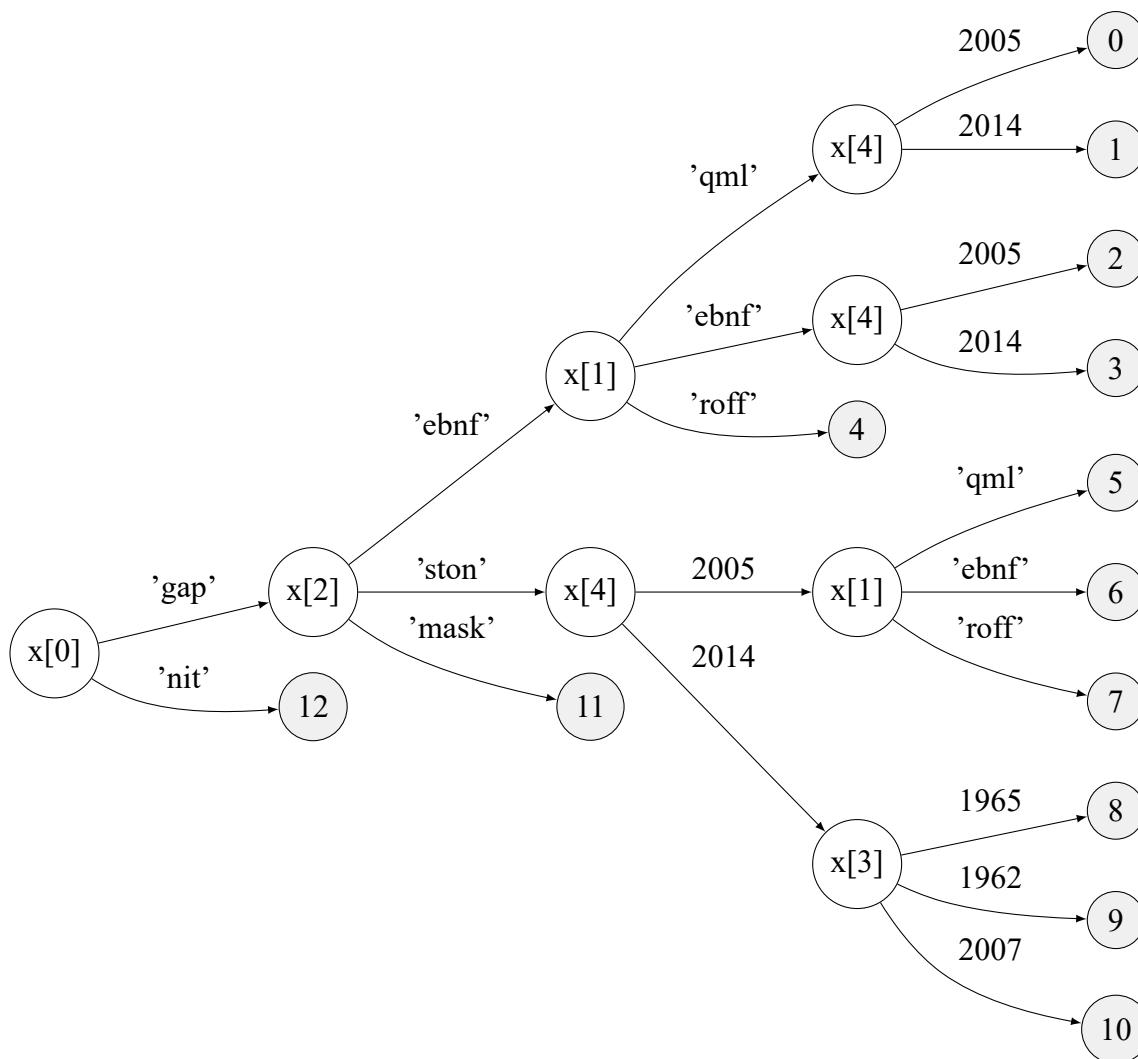 2005
0
2014
1
x[4]
’qml’
2005
2
’ebnf’
x[4]
2014
3
x[1]
’roff’
4
’ebnf’
’qml’
5
’gap’
x[2]
’ston’
x[4]
2005
x[1]
’ebnf’
6
x[0]
’mask’
2014
’roff’
7
’nit’
12
11
1965
8
x[3]
1962
9
2007
10